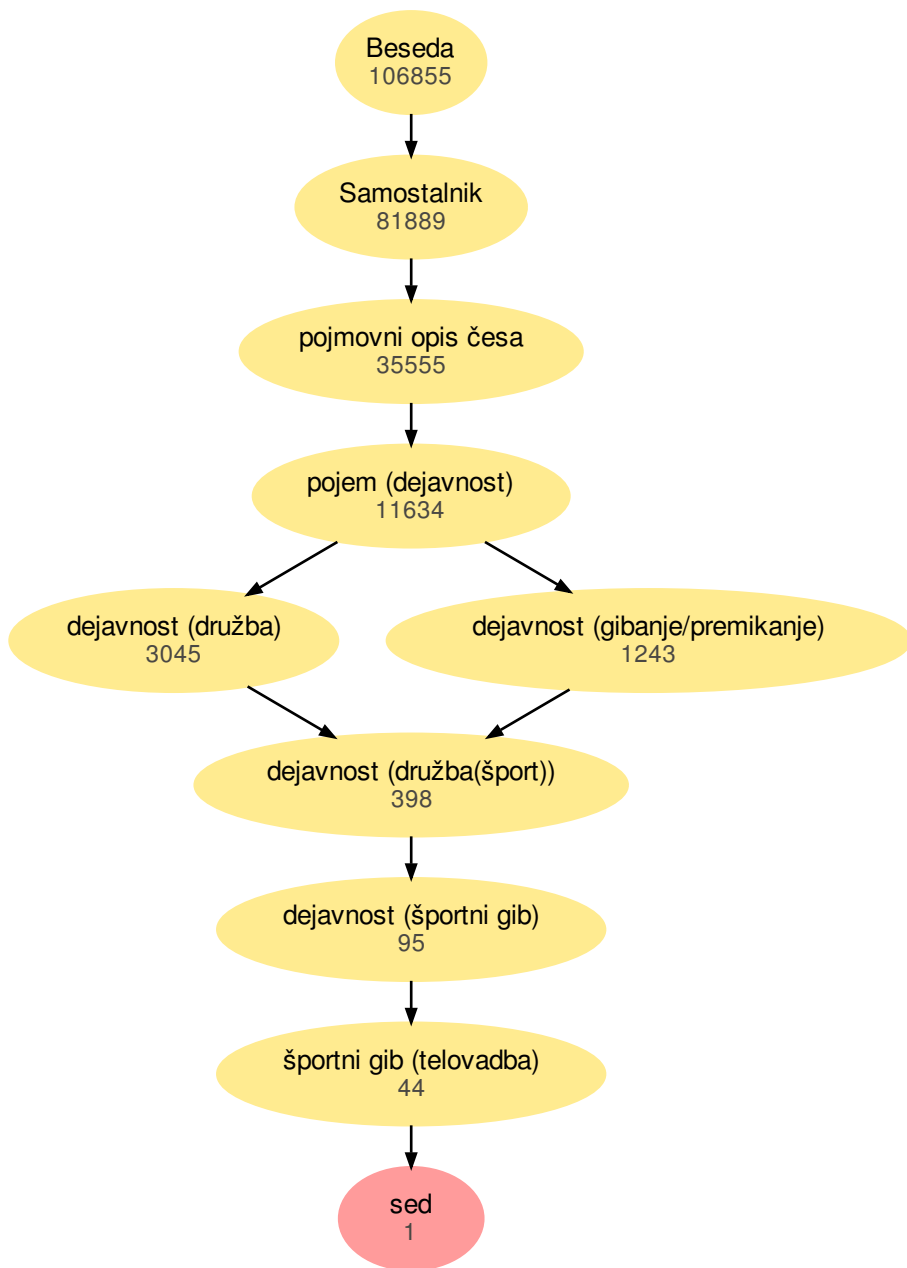 Beseda
106855
Samostalnik
81889
pojmovni opis česa
35555
pojem (dejavnost)
11634
dejavnost (družba)
3045
dejavnost (gibanje/premikanje)
1243
dejavnost (družba(šport))
398
dejavnost (športni gib)
95
športni gib (telovadba)
44
sed
1